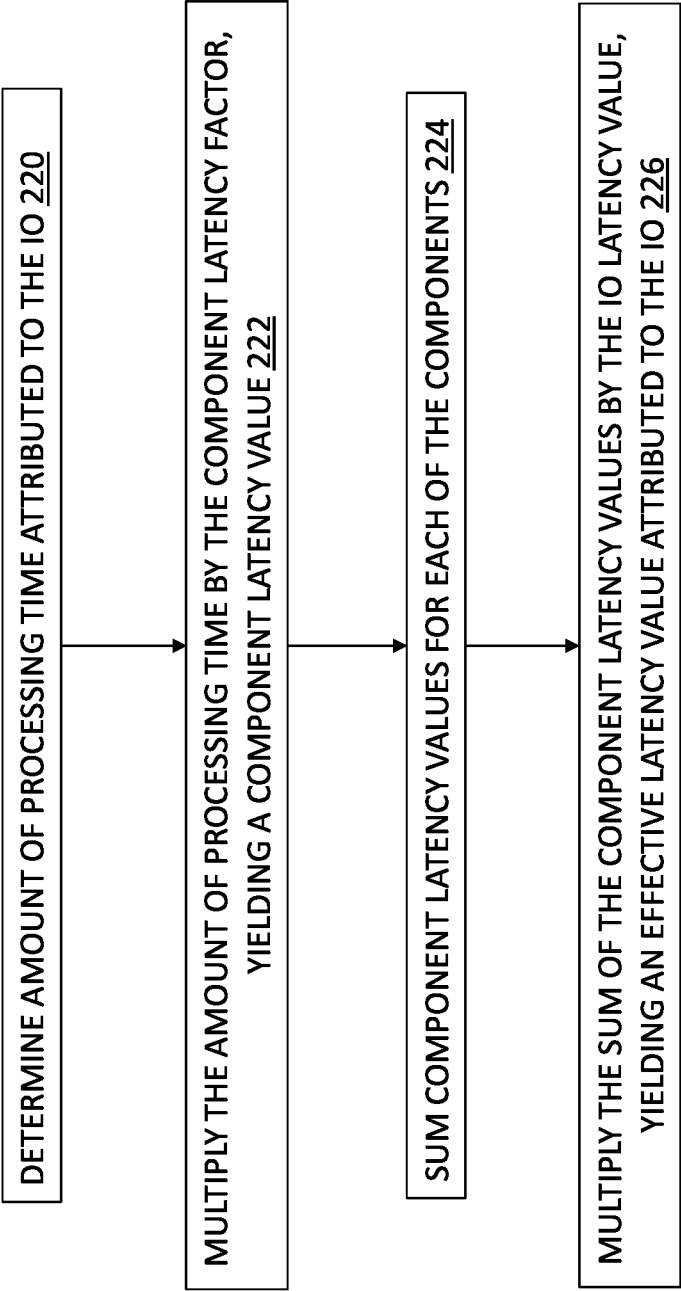 DETERMINE AMOUNT OF PROCESSING TIME ATTRIBUTED TO THE IO 220
MULTIPLY THE AMOUNT OF PROCESSING TIME BY THE COMPONENT LATENCY FACTOR,
YIELDING A COMPONENT LATENCY VALUE 222
SUM COMPONENT LATENCY VALUES FOR EACH OF THE COMPONENTS 224
MULTIPLY THE SUM OF THE COMPONENT LATENCY VALUES BY THE IO LATENCY VALUE,
YIELDING AN EFFECTIVE LATENCY VALUE ATTRIBUTED TO THE IO 226